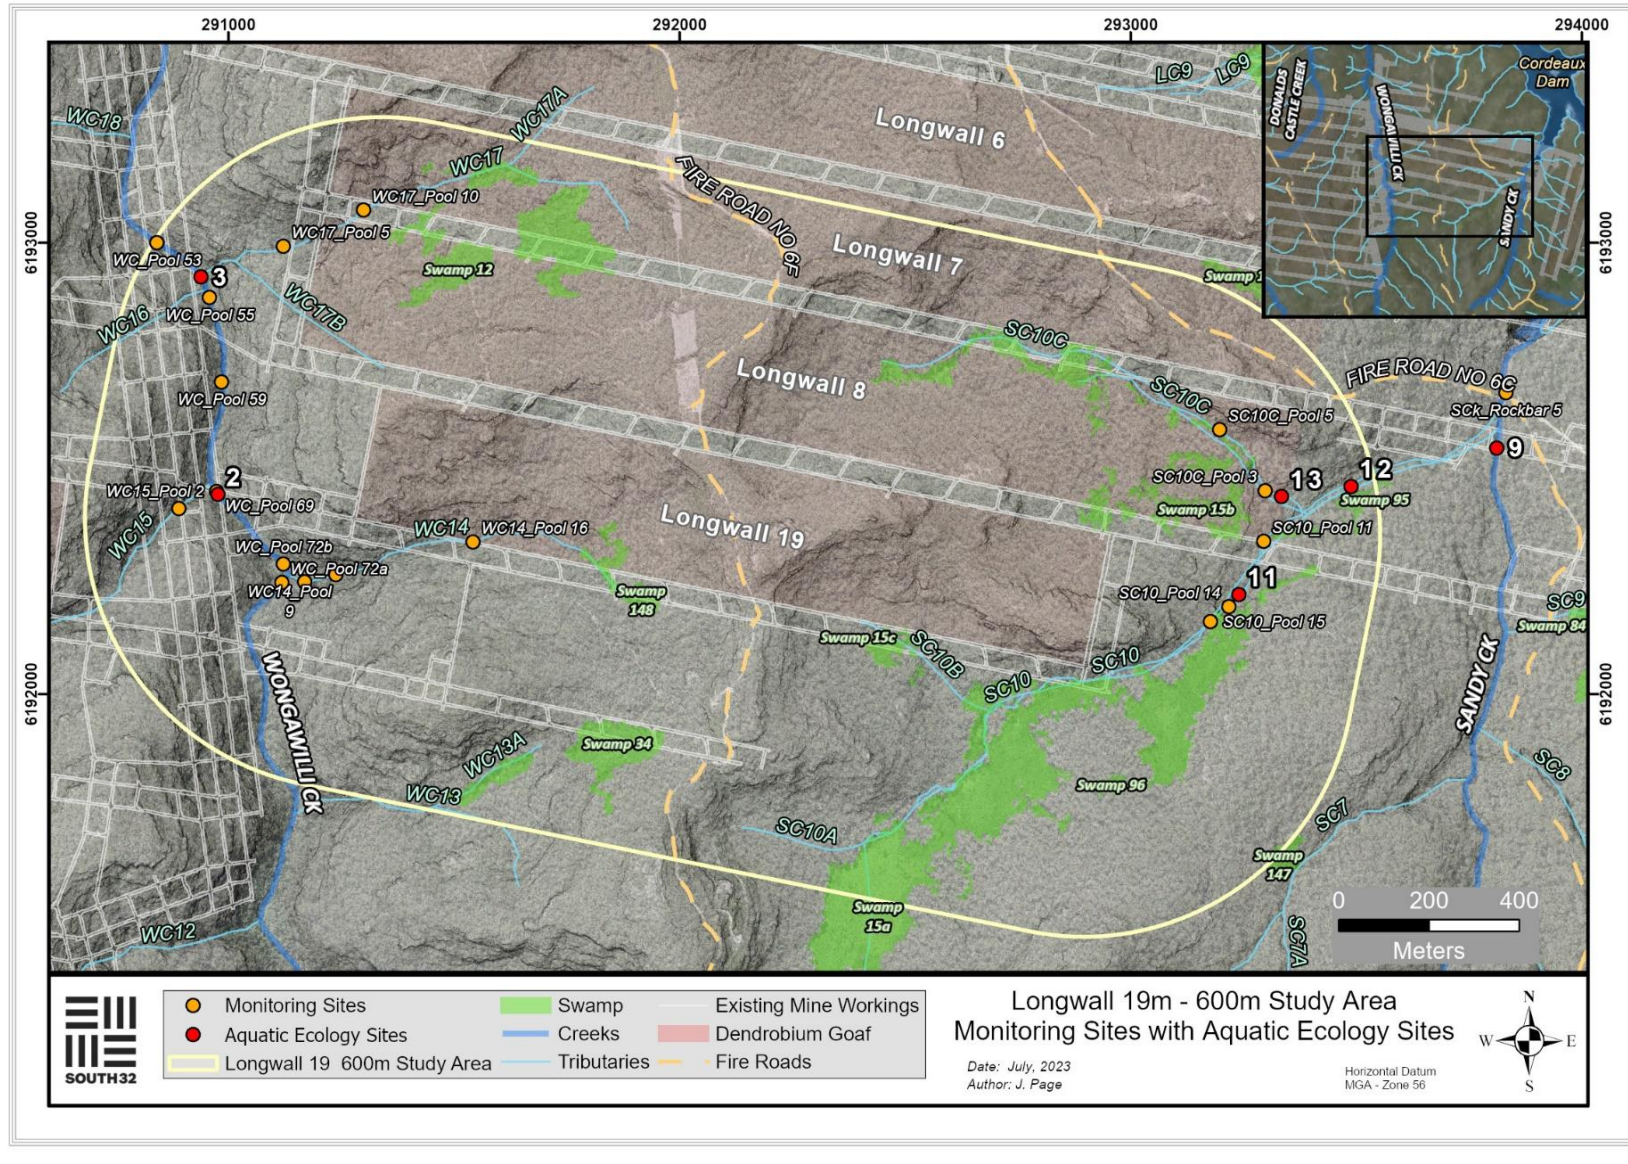 291000
292000
293000
294000
6193000
6192000
6193000
6192000
LC9
LC9
Cordeaux
Dam
DONALDS
CASTLE CREEK
WONGAWILLI CK
SANDY CK
WC18
WC17A
WC17
Longwall 6
FIRE ROAD NO 6F
WC17_Pool 10
WC17_Pool 5
WC_Pool 53
3
Swamp 12
Longwall 7
WC_Pool 55
WC16
WC17B
SC10C
Longwall 8
FIRE ROAD NO 6C
SC10C
WC_Pool 59
SC10C_Pool 5
SCk_Rockbar 5
9
12
13
SC10C_Pool 3
Swamp 95
Swamp 15b
WC15_Pool 2
2
WC_Pool 69
WC15
Longwall 19
WC14
WC14_Pool 16
SC10_Pool 11
WC_Pool 72b
WC_Pool 72a
WC14_Pool
9
Swamp
148
11
SC10_Pool 14
SC10_Pool 15
SC9
Swamp 84
Swamp 15c
SC10B
SC10
SC10
WONGAWILLI CK
SANDY CK
Swamp 34
WC13A
WC13
Swamp 96
SC8
SC7
SC10A
Swamp
147
Swamp
15a
SC7A
WC12
0 200 400
Meters
SOUTH32
Monitoring Sites
Aquatic Ecology Sites
Longwall 19 600m Study Area
Swamp
Creeks
Tributaries
Existing Mine Workings
Dendrobium Goaf
Fire Roads
Longwall 19m - 600m Study Area
Monitoring Sites with Aquatic Ecology Sites
Date: July, 2023
Author: J. Page
Horizontal Datum
MGA - Zone 56
N
W E
S